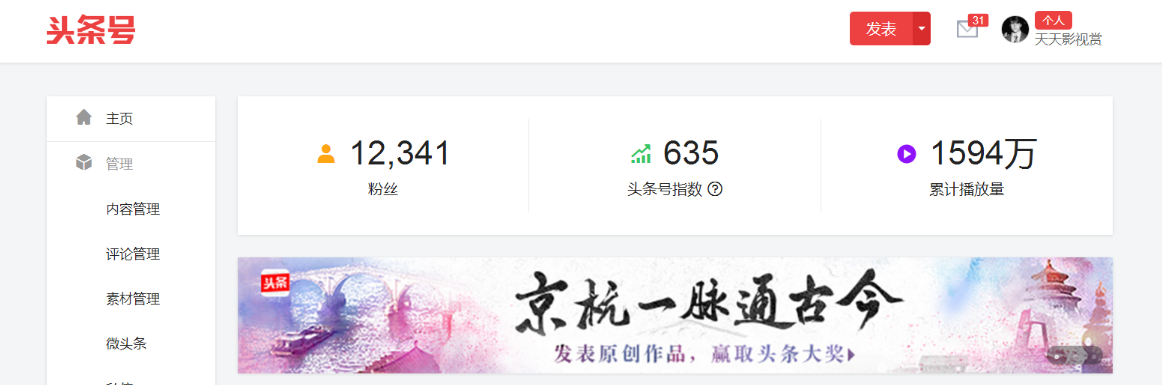 头条号
发表
31
个人
天天影视赏
主页
管理
内容管理
评论管理
素材管理
微头条
12,341
粉丝
635
头条号指数
1594万
累计播放量
头条
京杭一脉通古今
发表原创作品，赢取头条大奖